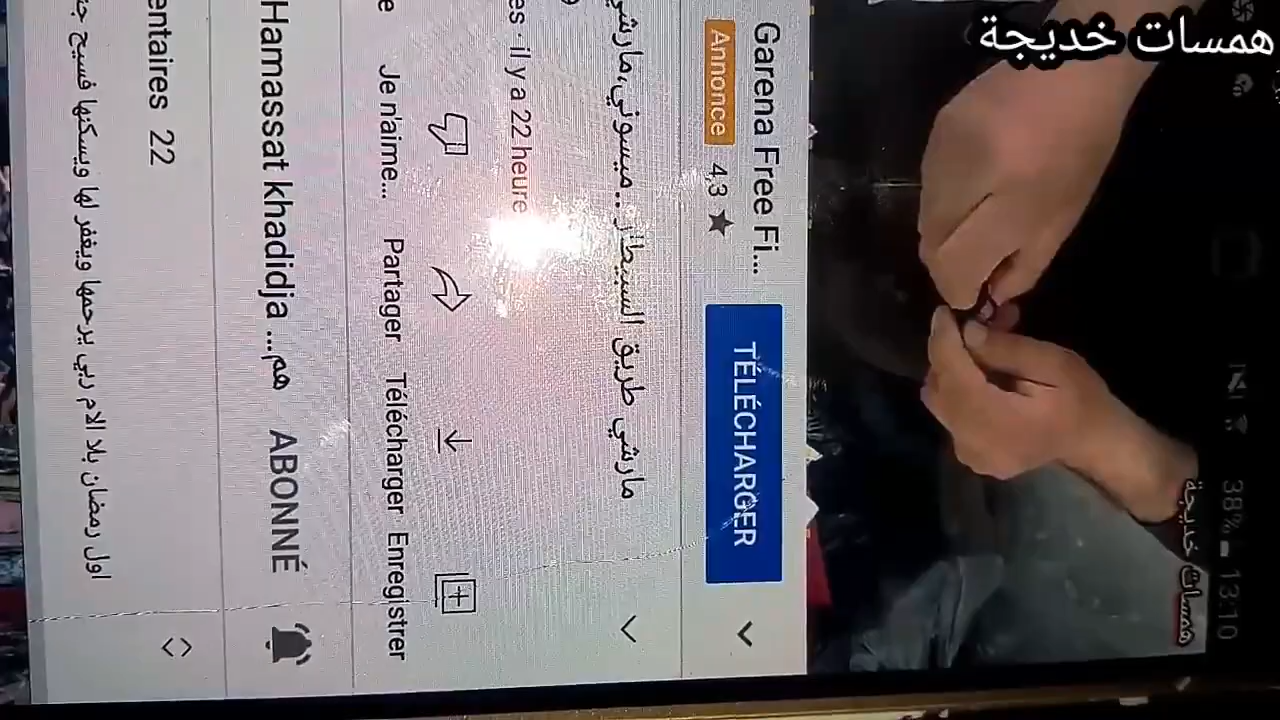 همسات خديجة
38% 13:10
همسات خديجة
Garena Free Fi...
Annonce 4,3 ★
TÉLÉCHARGER
مارشي طريق السبيطار..ميسوني،مارشي
es · il y a 22 heure
e Je n'aime... Partager Télécharger Enregistrer
Hamassat khadidja ...هم
ABONNÉ
entaires 22
اول رمضان بلا الام ربي يرحمها ويغفر لها ويسكنها فسيح جن